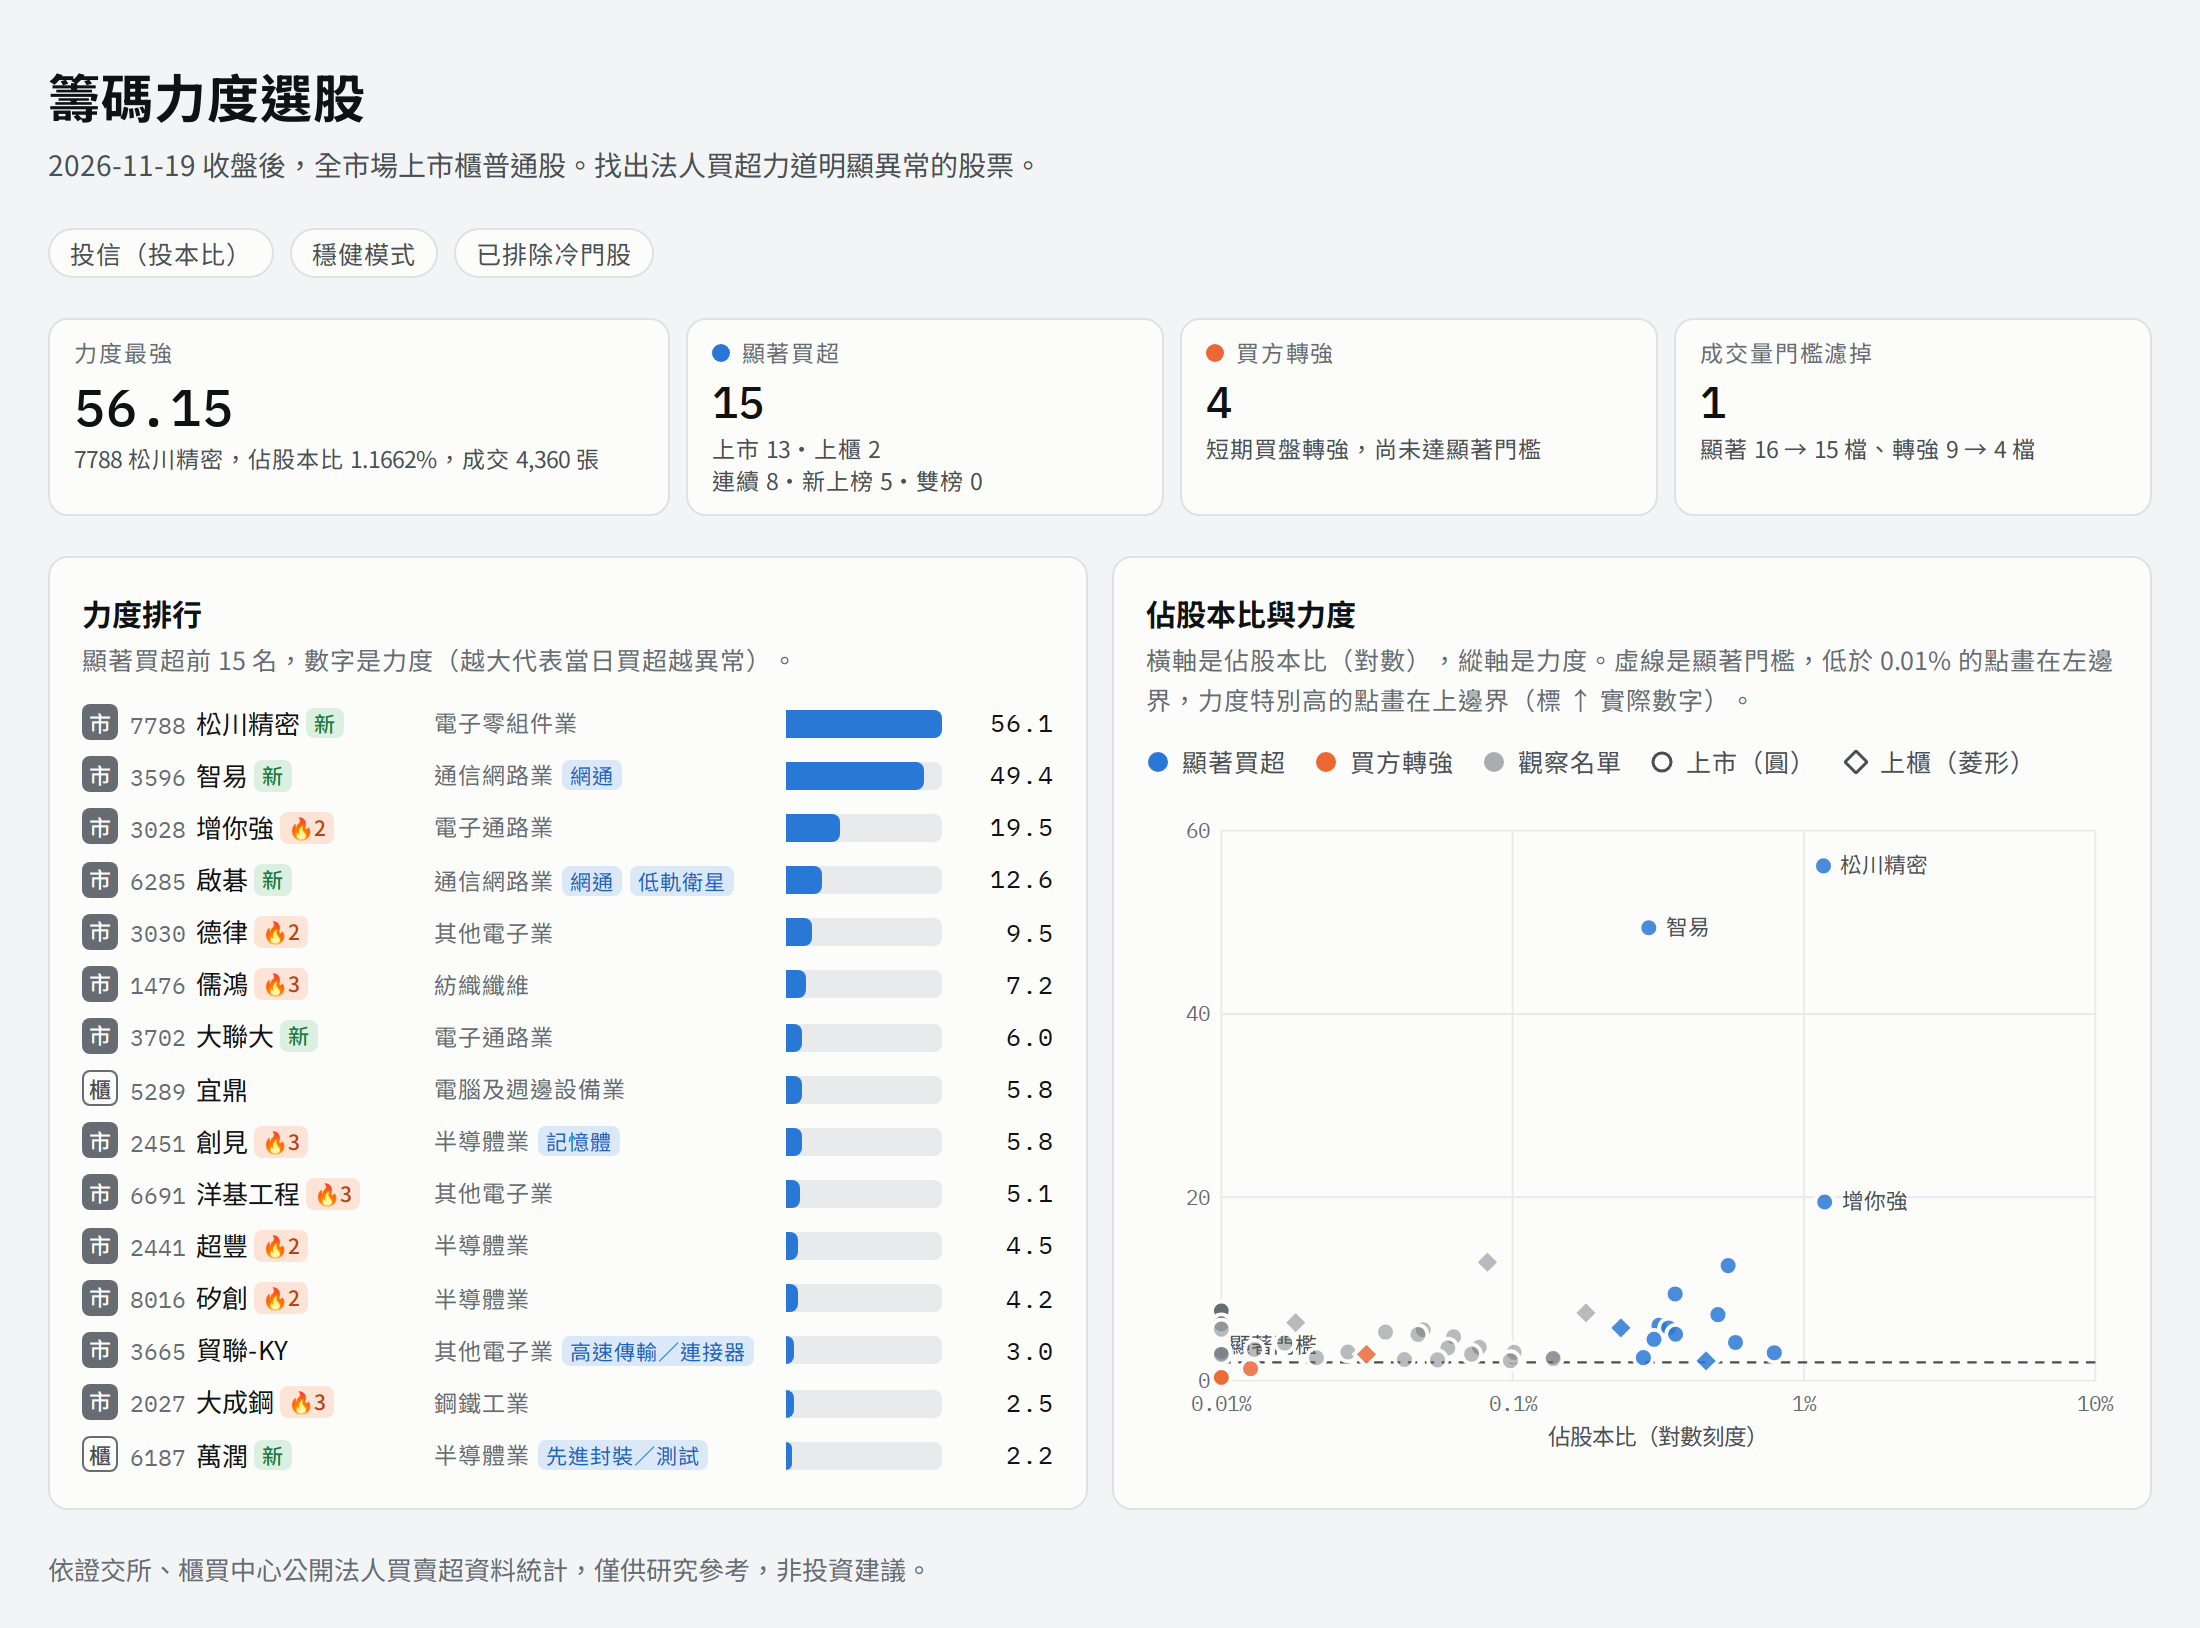 籌碼力度選股
2026-11-19 收盤後，全市場上市櫃普通股。找出法人買超力道明顯異常的股票。
投信（投本比） 穩健模式 已排除冷門股
力度最強
56.15
7788 松川精密，佔股本比 1.1662%，成交 4,360 張
顯著買超
15
上市 13・上櫃 2
連續 8・新上榜 5・雙榜 0
買方轉強
4
短期買盤轉強，尚未達顯著門檻
成交量門檻濾掉
1
顯著 16 → 15 檔、轉強 9 → 4 檔
力度排行
顯著買超前 15 名，數字是力度（越大代表當日買超越異常）。
市 7788 松川精密 新 電子零組件業 56.1
市 3596 智易 新 通信網路業 網通 49.4
市 3028 增你強 🔥2 電子通路業 19.5
市 6285 啟碁 新 通信網路業 網通 低軌衛星 12.6
市 3030 德律 🔥2 其他電子業 9.5
市 1476 儒鴻 🔥3 紡織纖維 7.2
市 3702 大聯大 新 電子通路業 6.0
櫃 5289 宜鼎 電腦及週邊設備業 5.8
市 2451 創見 🔥3 半導體業 記憶體 5.8
市 6691 洋基工程 🔥3 其他電子業 5.1
市 2441 超豐 🔥2 半導體業 4.5
市 8016 矽創 🔥2 半導體業 4.2
市 3665 貿聯-KY 其他電子業 高速傳輸／連接器 3.0
市 2027 大成鋼 🔥3 鋼鐵工業 2.5
櫃 6187 萬潤 新 半導體業 先進封裝／測試 2.2
佔股本比與力度
橫軸是佔股本比（對數），縱軸是力度。虛線是顯著門檻，低於 0.01% 的點畫在左邊
界，力度特別高的點畫在上邊界（標 ↑ 實際數字）。
顯著買超 買方轉強 觀察名單 上市（圓） 上櫃（菱形）
60
松川精密
智易
40
20
增你強
顯著門檻
0
0.01% 0.1% 1% 10%
佔股本比（對數刻度）
依證交所、櫃買中心公開法人買賣超資料統計，僅供研究參考，非投資建議。